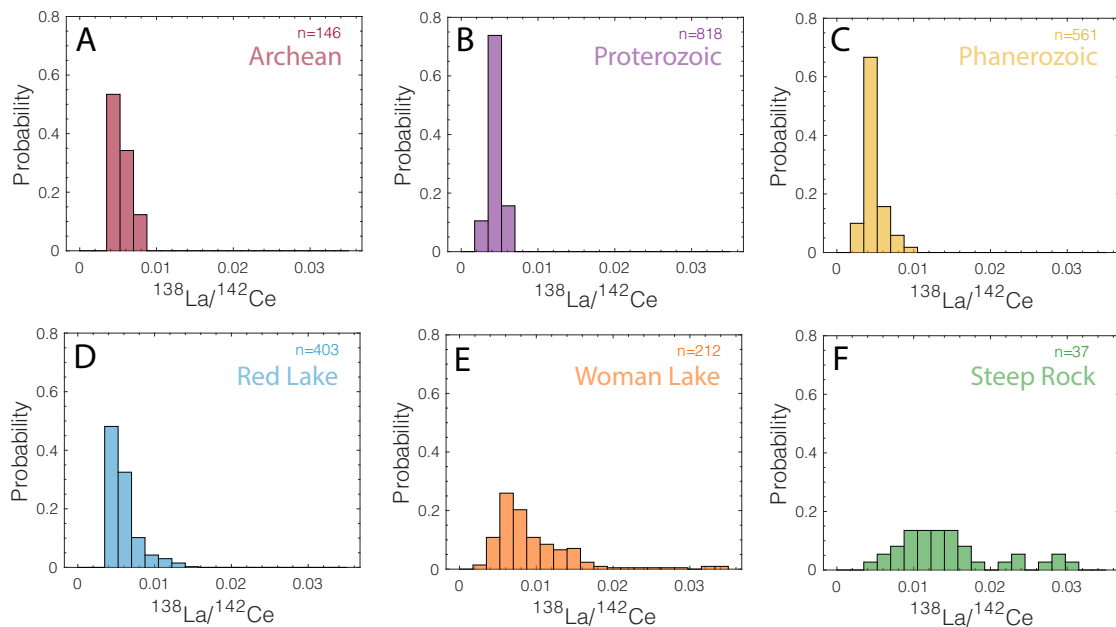 A
n=146
Archean
Probability
0.8
0.6
0.4
0.2
0
0
0.01
0.02
0.03
¹³⁸La/¹⁴²Ce
B
n=818
Proterozoic
Probability
0.8
0.6
0.4
0.2
0
0
0.01
0.02
0.03
¹³⁸La/¹⁴²Ce
C
n=561
Phanerozoic
Probability
0.8
0.6
0.4
0.2
0
0
0.01
0.02
0.03
¹³⁸La/¹⁴²Ce
D
n=403
Red Lake
Probability
0.8
0.6
0.4
0.2
0
0
0.01
0.02
0.03
¹³⁸La/¹⁴²Ce
E
n=212
Woman Lake
Probability
0.8
0.6
0.4
0.2
0
0
0.01
0.02
0.03
¹³⁸La/¹⁴²Ce
F
n=37
Steep Rock
Probability
0.8
0.6
0.4
0.2
0
0
0.01
0.02
0.03
¹³⁸La/¹⁴²Ce